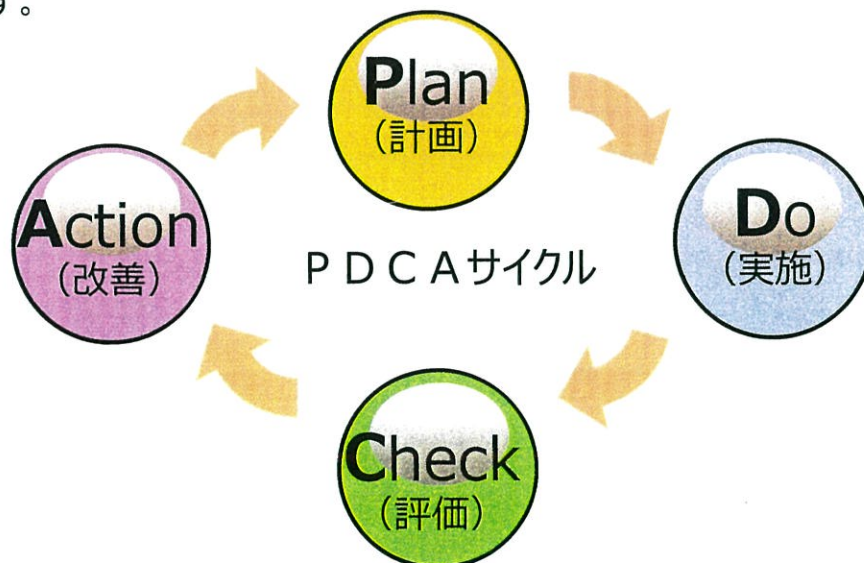 す。
Plan
(計画)
Do
(実施)
Check
(評価)
Action
(改善)
ＰＤＣＡサイクル